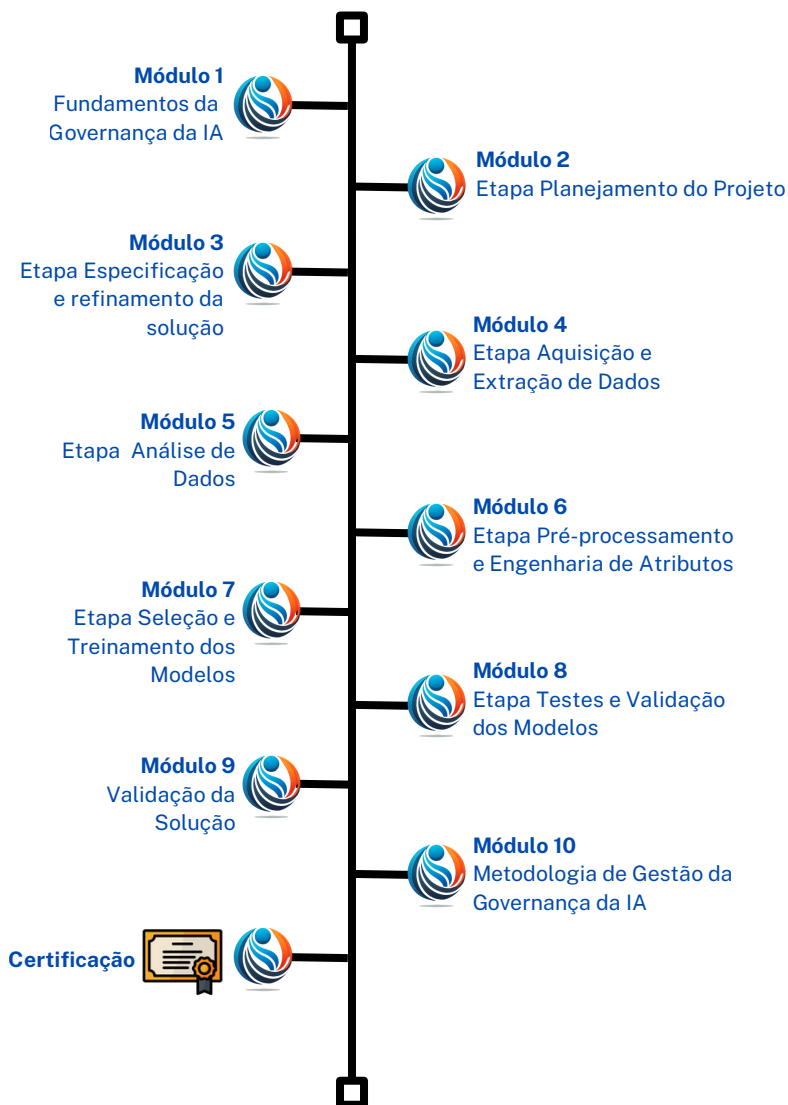 Módulo 1
Fundamentos da
Governança da IA
Módulo 2
Etapa Planejamento do Projeto
Módulo 3
Etapa Especificação
e refinamento da
solução
Módulo 4
Etapa Aquisição e
Extração de Dados
Módulo 5
Etapa Análise de
Dados
Módulo 6
Etapa Pré-processamento
e Engenharia de Atributos
Módulo 7
Etapa Seleção e
Treinamento dos
Modelos
Módulo 8
Etapa Testes e Validação
dos Modelos
Módulo 9
Validação da
Solução
Módulo 10
Metodologia de Gestão da
Governança da IA
Certificação